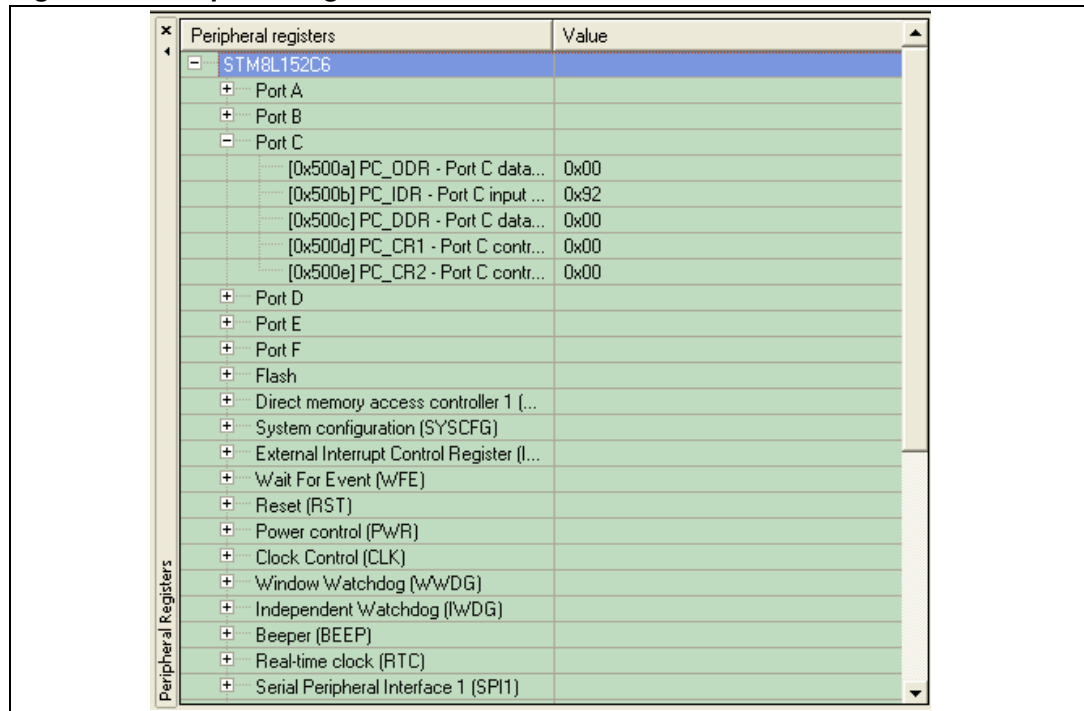 Peripheral registers Value
STM8L152C6
Port A
Port B
Port C
[0x500a] PC_ODR - Port C data... 0x00
[0x500b] PC_IDR - Port C input ... 0x92
[0x500c] PC_DDR - Port C data... 0x00
[0x500d] PC_CR1 - Port C contr... 0x00
[0x500e] PC_CR2 - Port C contr... 0x00
Port D
Port E
Port F
Flash
Direct memory access controller 1 (...
System configuration (SYSCFG)
External Interrupt Control Register (I...
Wait For Event (WFE)
Reset (RST)
Power control (PWR)
Clock Control (CLK)
Window Watchdog (WWDG)
Independent Watchdog (IWDG)
Beeper (BEEP)
Real-time clock (RTC)
Serial Peripheral Interface 1 (SPI1)
Peripheral Registers